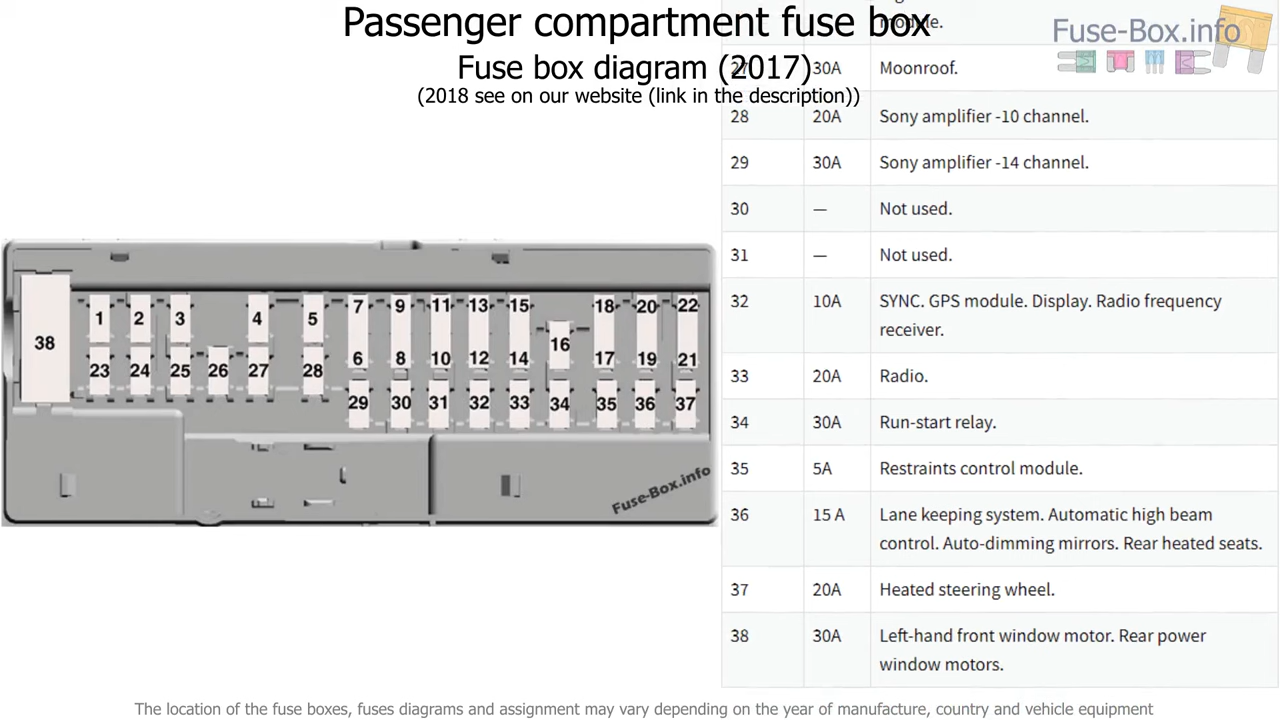 Passenger compartment fuse box
Fuse box diagram (2017)
(2018 see on our website (link in the description))
Fuse-Box.info
module.
27 30A Moonroof.
28 20A Sony amplifier -10 channel.
29 30A Sony amplifier -14 channel.
30 — Not used.
31 — Not used.
32 10A SYNC. GPS module. Display. Radio frequency
receiver.
33 20A Radio.
34 30A Run-start relay.
35 5A Restraints control module.
36 15 A Lane keeping system. Automatic high beam
control. Auto-dimming mirrors. Rear heated seats.
37 20A Heated steering wheel.
38 30A Left-hand front window motor. Rear power
window motors.
1 2 3 4 5 7 9 11 13 15 18 20 22
38 16
23 24 25 26 27 28 6 8 10 12 14 17 19 21
29 30 31 32 33 34 35 36 37
Fuse-Box.info
The location of the fuse boxes, fuses diagrams and assignment may vary depending on the year of manufacture, country and vehicle equipment